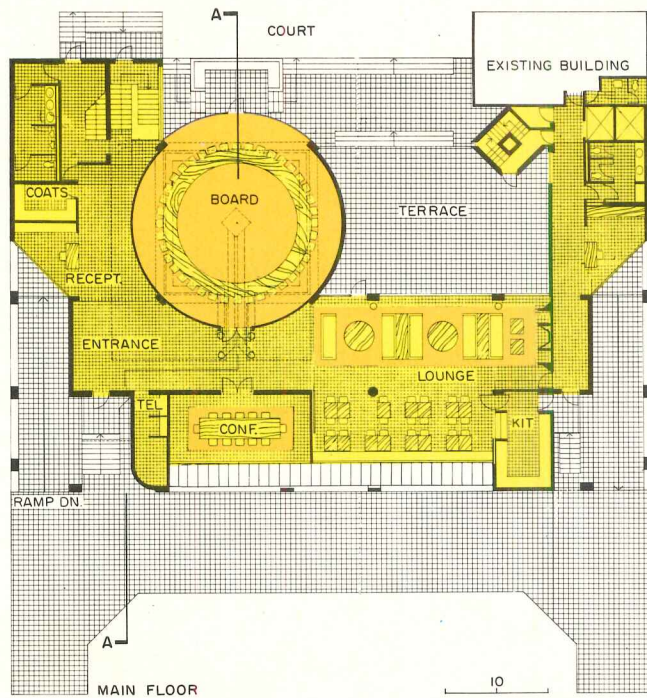 A
COURT
EXISTING BUILDING
BOARD
COATS
TERRACE
RECEPT.
ENTRANCE
LOUNGE
TEL
CONF.
KIT
RAMP DN.
A
MAIN FLOOR
10